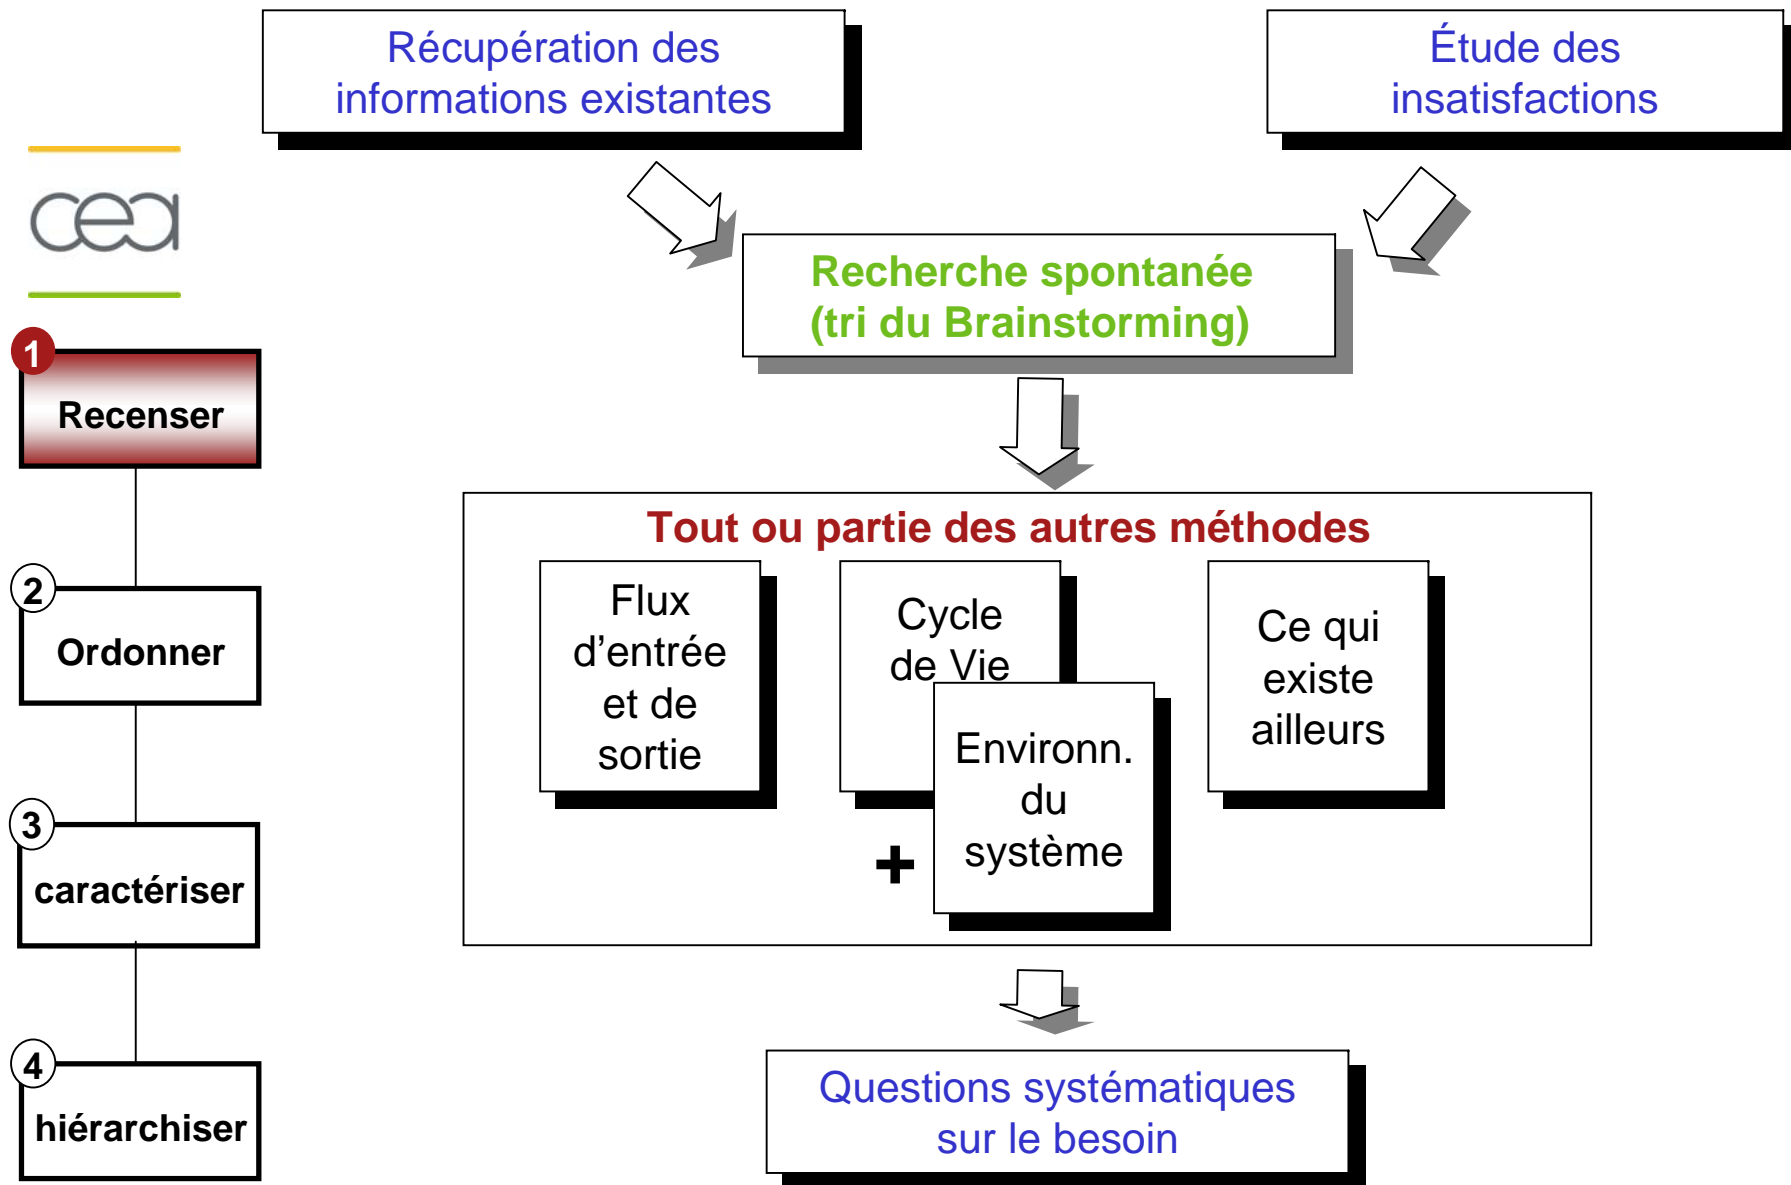 Récupération des
informations existantes
Étude des
insatisfactions
cea
Recherche spontanée
(tri du Brainstorming)
1
Recenser
2
Ordonner
3
caractériser
4
hiérarchiser
Tout ou partie des autres méthodes
Flux
d’entrée
et de
sortie
Cycle
de Vie
+
Environn.
du
système
Ce qui
existe
ailleurs
Questions systématiques
sur le besoin